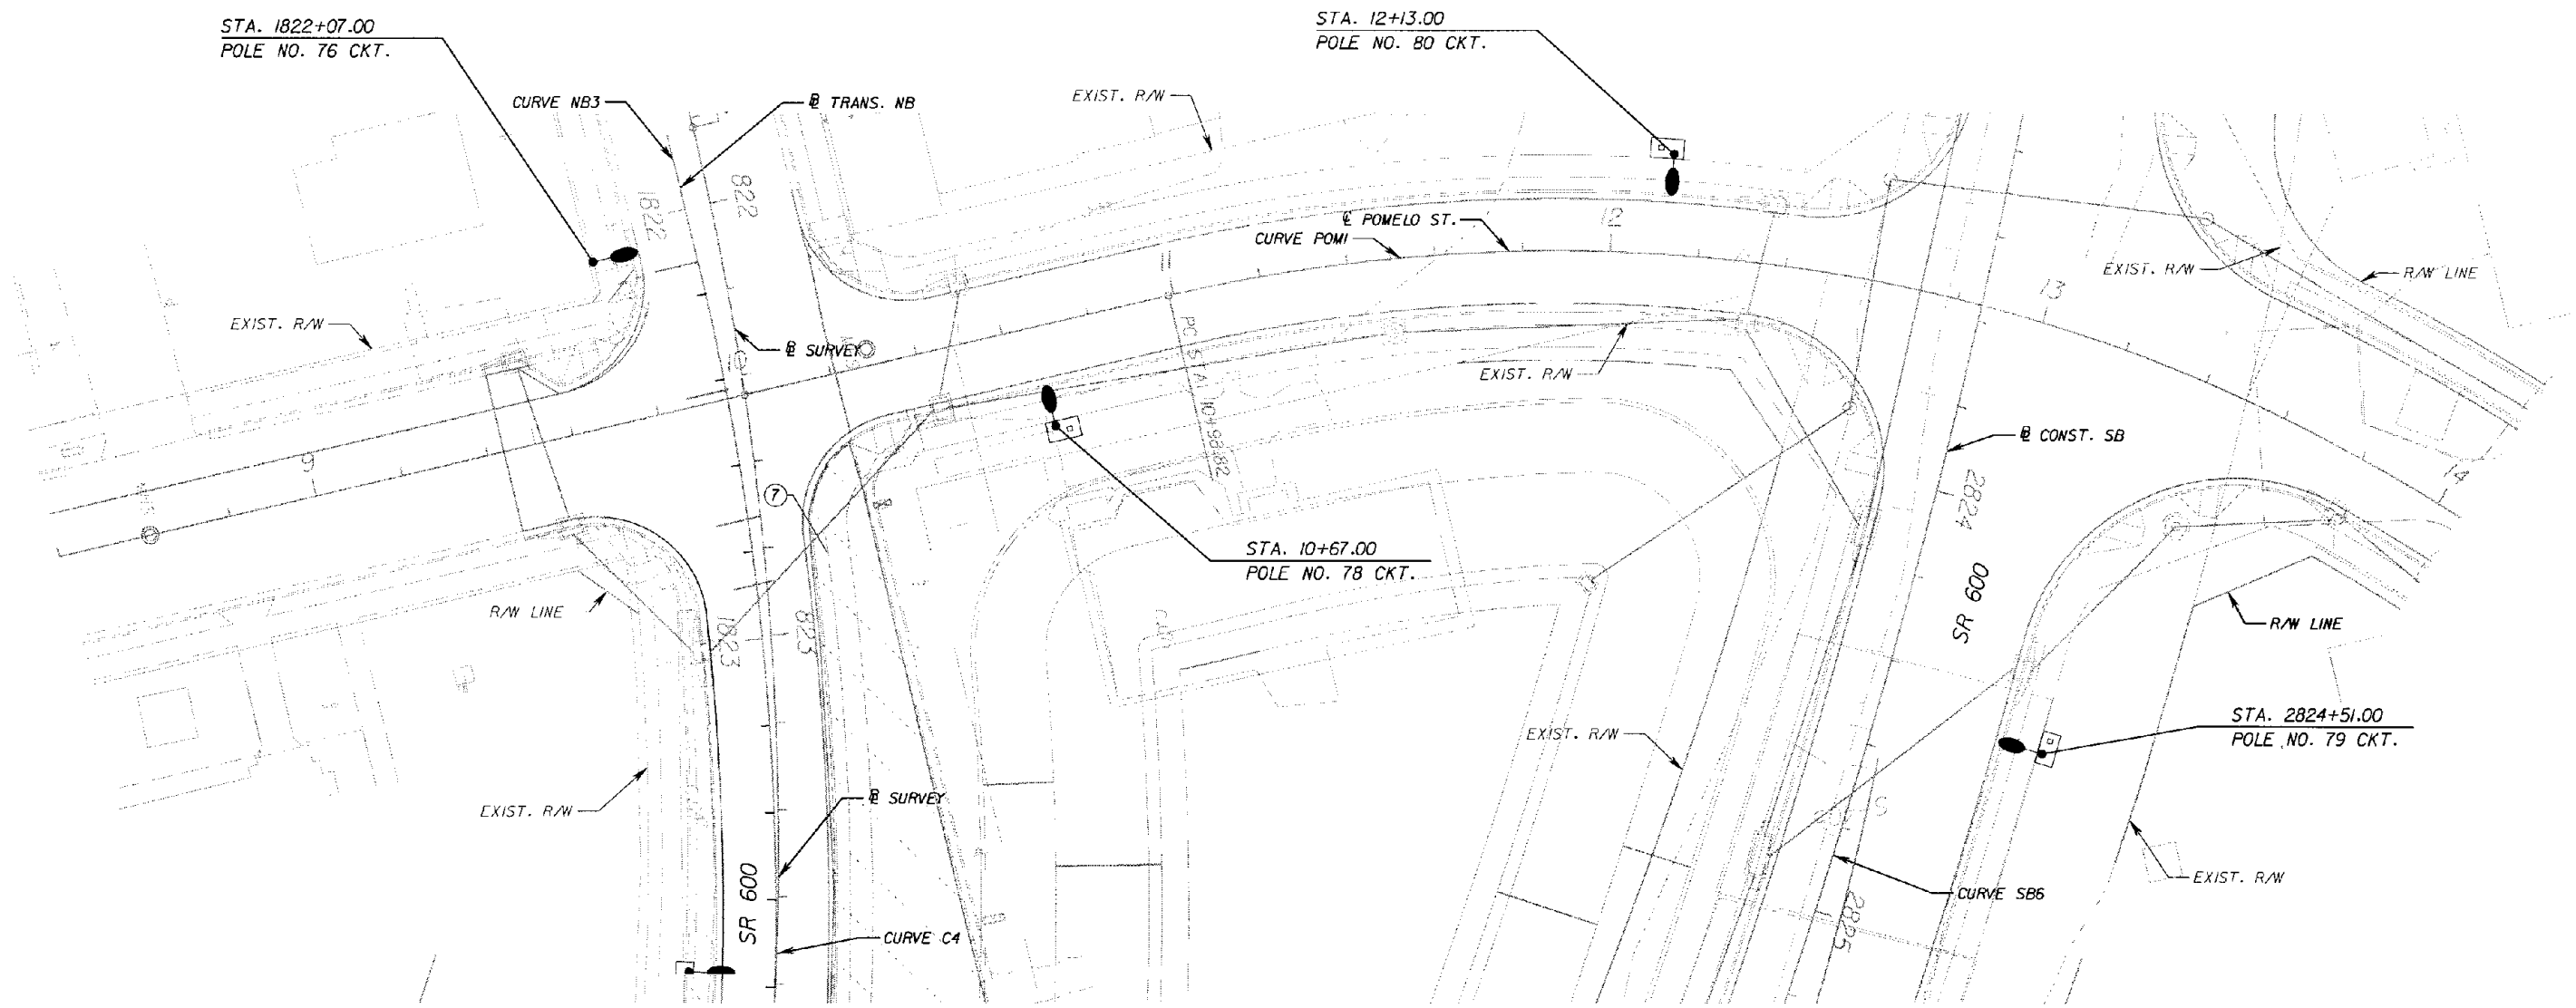 STA. 1822+07.00
POLE NO. 76 CKT.
STA. 12+13.00
POLE NO. 80 CKT.
CURVE NB3
℄ TRANS. NB
EXIST. R/W
1822
822
℄ POMELO ST.
CURVE POM1
12
EXIST. R/W
R/W LINE
13
EXIST. R/W
℄ SURVEY
11
PC STA. 10+98.82
EXIST. R/W
℄ CONST. SB
9
14
2824
7
STA. 10+67.00
POLE NO. 78 CKT.
SR 600
R/W LINE
1823
823
R/W LINE
STA. 2824+51.00
POLE NO. 79 CKT.
EXIST. R/W
EXIST. R/W
℄ SURVEY
SR 600
CURVE C4
EXIST. R/W
CURVE SB6
2825